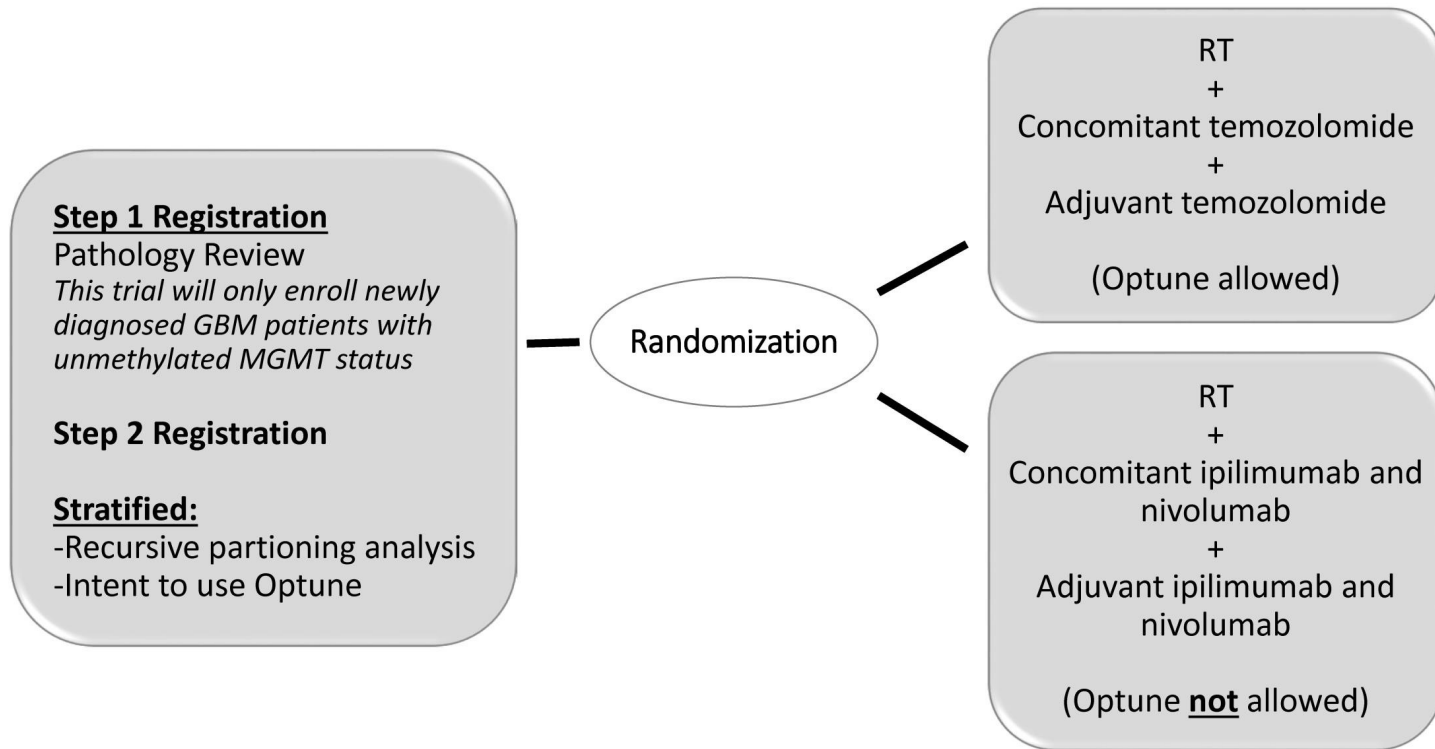 Step 1 Registration
Pathology Review
This trial will only enroll newly
diagnosed GBM patients with
unmethylated MGMT status
Step 2 Registration
Stratified:
-Recursive partioning analysis
-Intent to use Optune
Randomization
RT
+
Concomitant temozolomide
+
Adjuvant temozolomide
(Optune allowed)
RT
+
Concomitant ipilimumab and
nivolumab
+
Adjuvant ipilimumab and
nivolumab
(Optune not allowed)